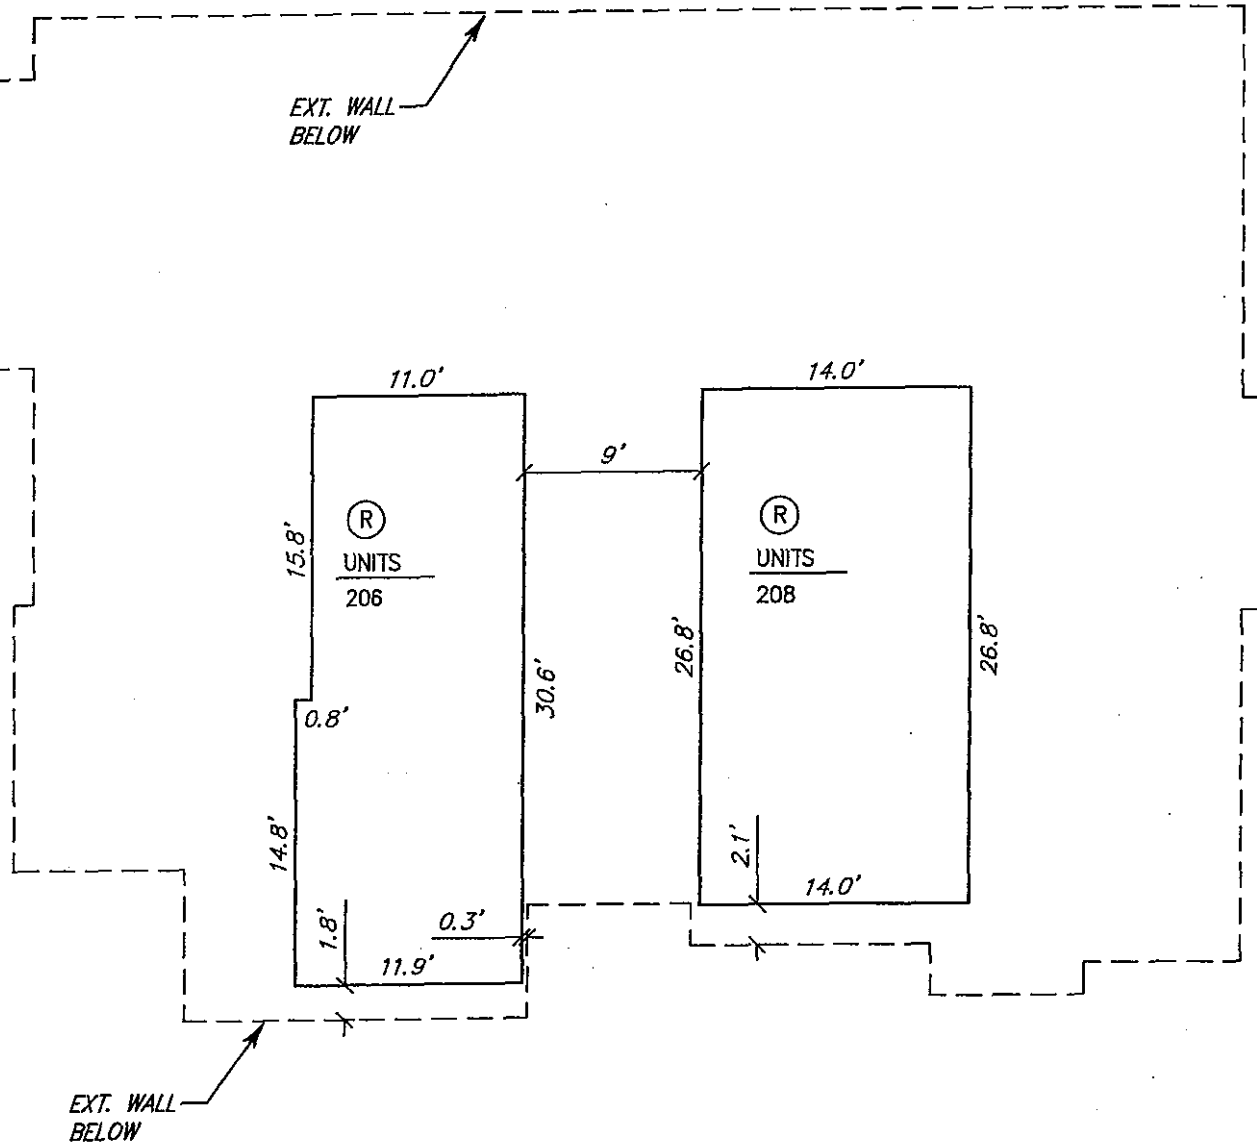 EXT. WALL
BELOW
11.0'
14.0'
9'
15.8'
R
UNITS
206
R
UNITS
208
30.6'
26.8'
26.8'
0.8'
14.8'
2.1'
14.0'
1.8'
0.3'
11.9'
EXT. WALL
BELOW